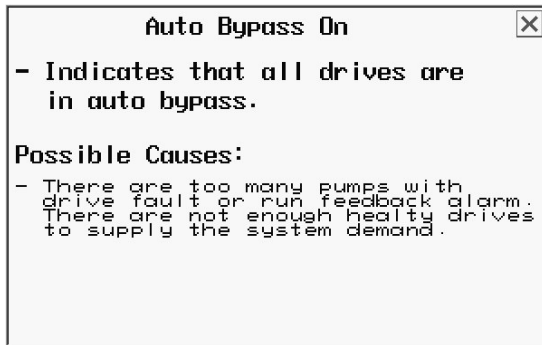 Auto Bypass On
- Indicates that all drives are
in auto bypass.
Possible Causes:
- There are too many pumps with
drive fault or run feedback alarm.
There are not enough healty drives
to supply the system demand.